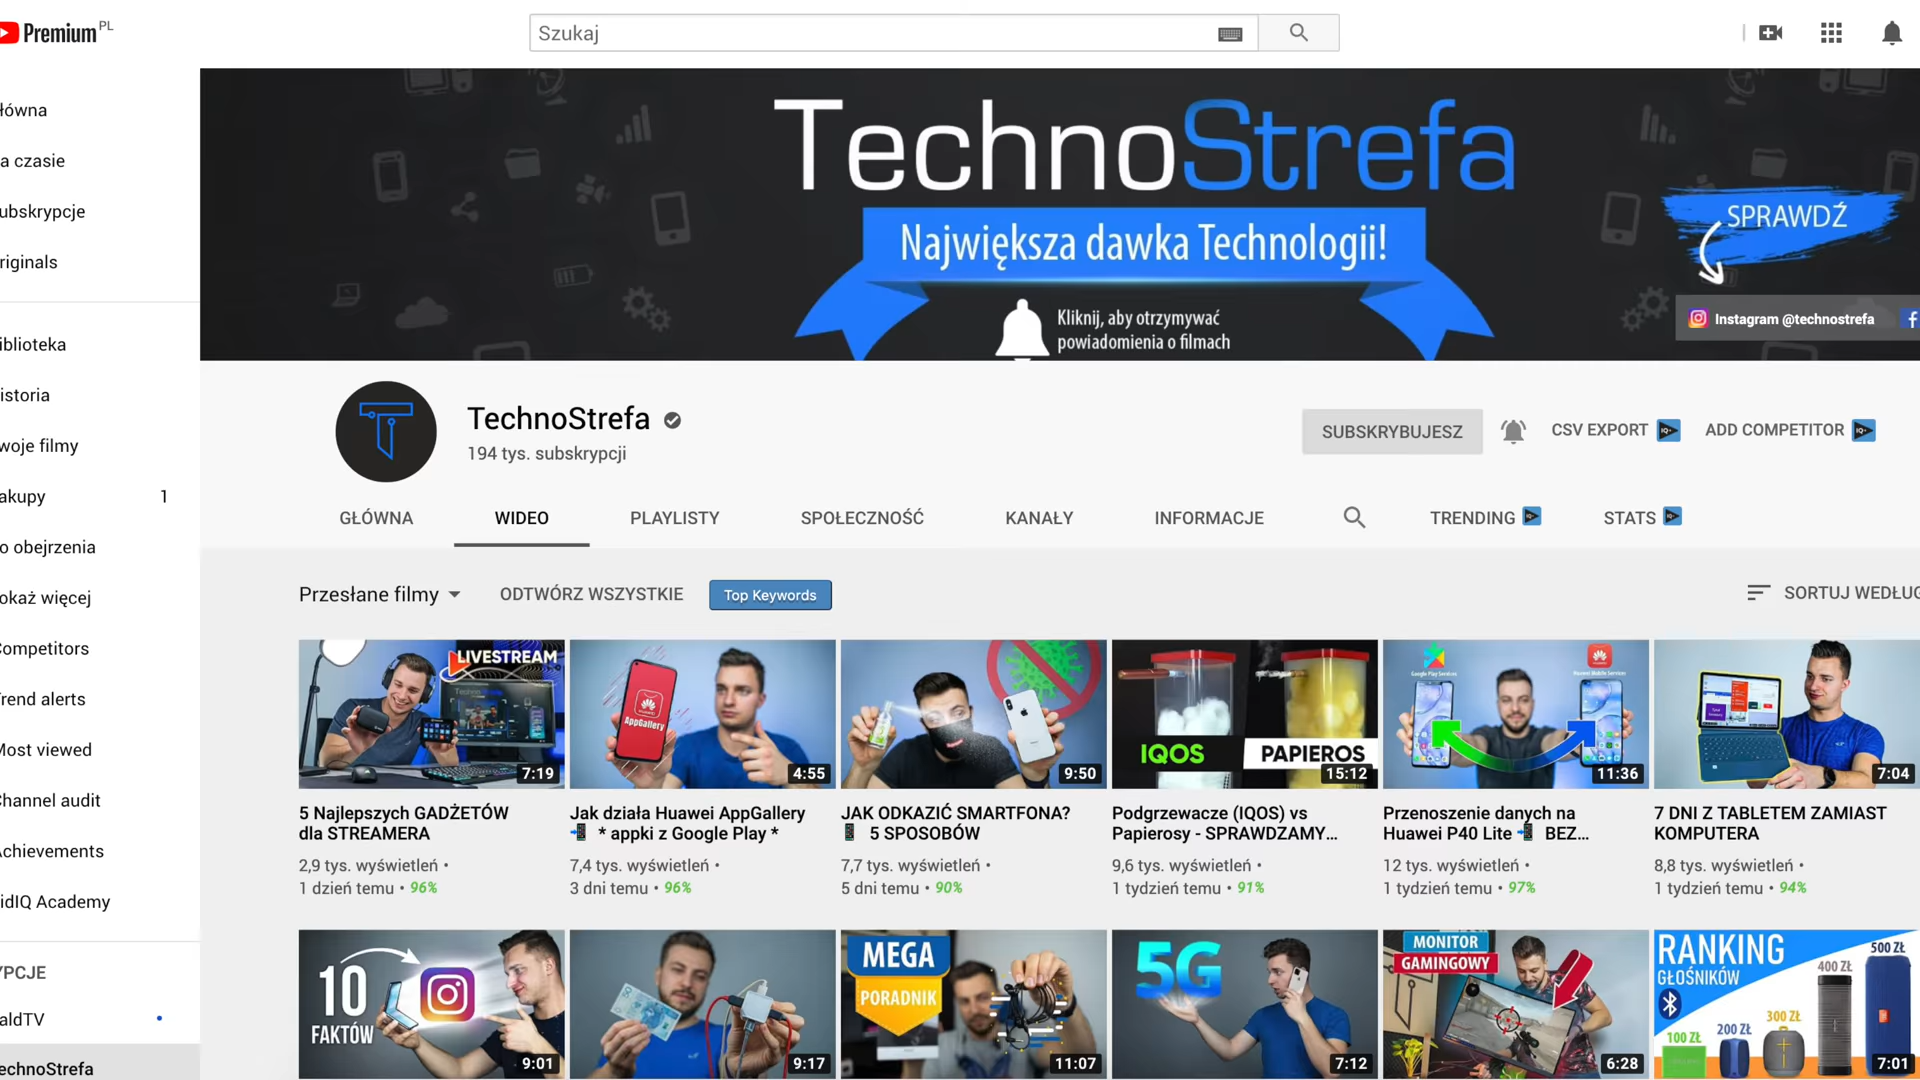 Premium PL
Szukaj
łówna
a czasie
ubskrypcje
riginals
iblioteka
istoria
woje filmy
akupy 1
o obejrzenia
okaż więcej
ompetitors
rend alerts
Most viewed
hannel audit
chievements
idIQ Academy
YPCJE
aldTV
echnoStrefa
TechnoStrefa
Największa dawka Technologii!
Kliknij, aby otrzymywać
powiadomienia o filmach
SPRAWDŹ
Instagram @technostrefa
TechnoStrefa
194 tys. subskrypcji
SUBSKRYBUJESZ
CSV EXPORT
ADD COMPETITOR
GŁÓWNA
WIDEO
PLAYLISTY
SPOŁECZNOŚĆ
KANAŁY
INFORMACJE
TRENDING
STATS
Przesłane filmy
ODTWÓRZ WSZYSTKIE
Top Keywords
SORTUJ WEDŁUG
LIVESTREAM
TechnoStrefa
7:19
5 Najlepszych GADŻETÓW
dla STREAMERA
2,9 tys. wyświetleń •
1 dzień temu • 96%
HUAWEI
AppGallery
4:55
Jak działa Huawei AppGallery
* appki z Google Play *
7,4 tys. wyświetleń •
3 dni temu • 96%
9:50
JAK ODKAZIĆ SMARTFONA?
5 SPOSOBÓW
7,7 tys. wyświetleń •
5 dni temu • 90%
IQOS
PAPIEROS
15:12
Podgrzewacze (IQOS) vs
Papierosy - SPRAWDZAMY...
9,6 tys. wyświetleń •
1 tydzień temu • 91%
Google Play Services
Huawei Mobile Services
11:36
Przenoszenie danych na
Huawei P40 Lite BEZ...
12 tys. wyświetleń •
1 tydzień temu • 97%
7:04
7 DNI Z TABLETEM ZAMIAST
KOMPUTERA
8,8 tys. wyświetleń •
1 tydzień temu • 94%
10
FAKTÓW
9:01
9:17
MEGA
PORADNIK
11:07
5G
7:12
MONITOR
GAMINGOWY
6:28
RANKING
GŁOŚNIKÓW
100 ZŁ
200 ZŁ
300 ZŁ
400 ZŁ
500 ZŁ
7:01